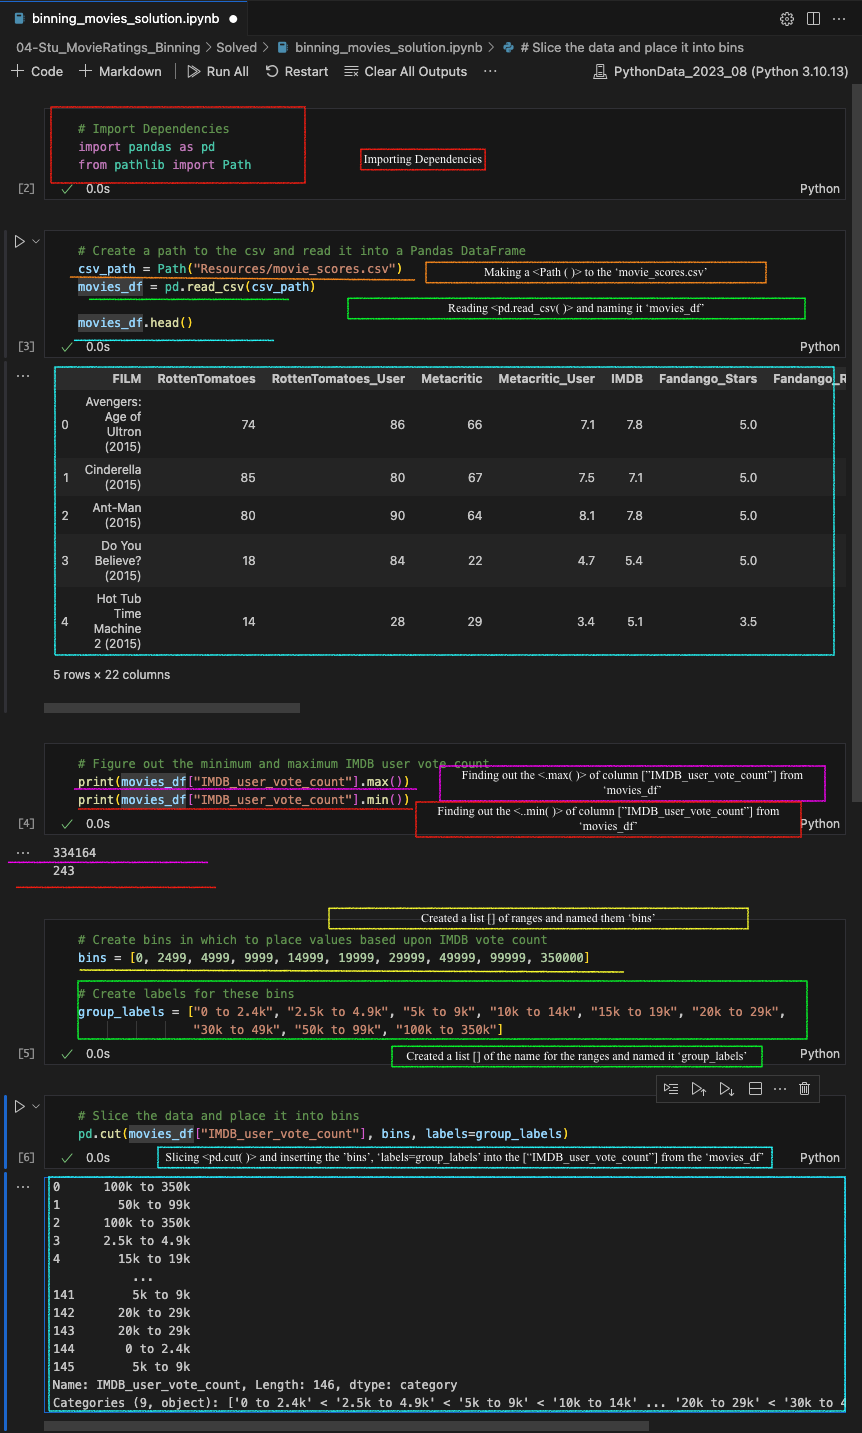 binning_movies_solution.ipynb
04-Stu_MovieRatings_Binning > Solved > binning_movies_solution.ipynb > # Slice the data and place it into bins
+ Code + Markdown Run All Restart Clear All Outputs ... PythonData_2023_08 (Python 3.10.13)
# Import Dependencies
import pandas as pd
from pathlib import Path
Importing Dependencies
[2] 0.0s Python
# Create a path to the csv and read it into a Pandas DataFrame
csv_path = Path("Resources/movie_scores.csv")
Making a <Path ( )> to the ‘movie_scores.csv’
movies_df = pd.read_csv(csv_path)
Reading <pd.read_csv( )> and naming it ‘movies_df’
movies_df.head()
[3] 0.0s Python
...
FILM RottenTomatoes RottenTomatoes_User Metacritic Metacritic_User IMDB Fandango_Stars Fandango_R
0 Avengers: Age of Ultron (2015) 74 86 66 7.1 7.8 5.0
1 Cinderella (2015) 85 80 67 7.5 7.1 5.0
2 Ant-Man (2015) 80 90 64 8.1 7.8 5.0
3 Do You Believe? (2015) 18 84 22 4.7 5.4 5.0
4 Hot Tub Time Machine 2 (2015) 14 28 29 3.4 5.1 3.5
5 rows × 22 columns
# Figure out the minimum and maximum IMDB user vote count
print(movies_df["IMDB_user_vote_count"].max())
print(movies_df["IMDB_user_vote_count"].min())
Finding out the <.max( )> of column [”IMDB_user_vote_count”] from
‘movies_df’
Finding out the <..min( )> of column [”IMDB_user_vote_count”] from
‘movies_df’
[4] 0.0s Python
...
334164
243
Created a list [] of ranges and named them ‘bins’
# Create bins in which to place values based upon IMDB vote count
bins = [0, 2499, 4999, 9999, 14999, 19999, 29999, 49999, 99999, 350000]
# Create labels for these bins
group_labels = ["0 to 2.4k", "2.5k to 4.9k", "5k to 9k", "10k to 14k", "15k to 19k", "20k to 29k",
"30k to 49k", "50k to 99k", "100k to 350k"]
[5] 0.0s Python
Created a list [] of the name for the ranges and named it ‘group_labels’
# Slice the data and place it into bins
pd.cut(movies_df["IMDB_user_vote_count"], bins, labels=group_labels)
[6] 0.0s Python
Slicing <pd.cut( )> and inserting the ’bins’, ‘labels=group_labels’ into the [“IMDB_user_vote_count”] from the ‘movies_df’
...
0 100k to 350k
1 50k to 99k
2 100k to 350k
3 2.5k to 4.9k
4 15k to 19k
...
141 5k to 9k
142 20k to 29k
143 20k to 29k
144 0 to 2.4k
145 5k to 9k
Name: IMDB_user_vote_count, Length: 146, dtype: category
Categories (9, object): ['0 to 2.4k' < '2.5k to 4.9k' < '5k to 9k' < '10k to 14k' ... '20k to 29k' < '30k to 4